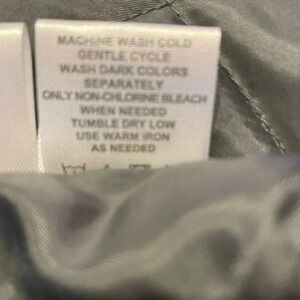 MACHINE WASH COLD
GENTLE CYCLE
WASH DARK COLORS
SEPARATELY
ONLY NON-CHLORINE BLEACH
WHEN NEEDED
TUMBLE DRY LOW
USE WARM IRON
AS NEEDED